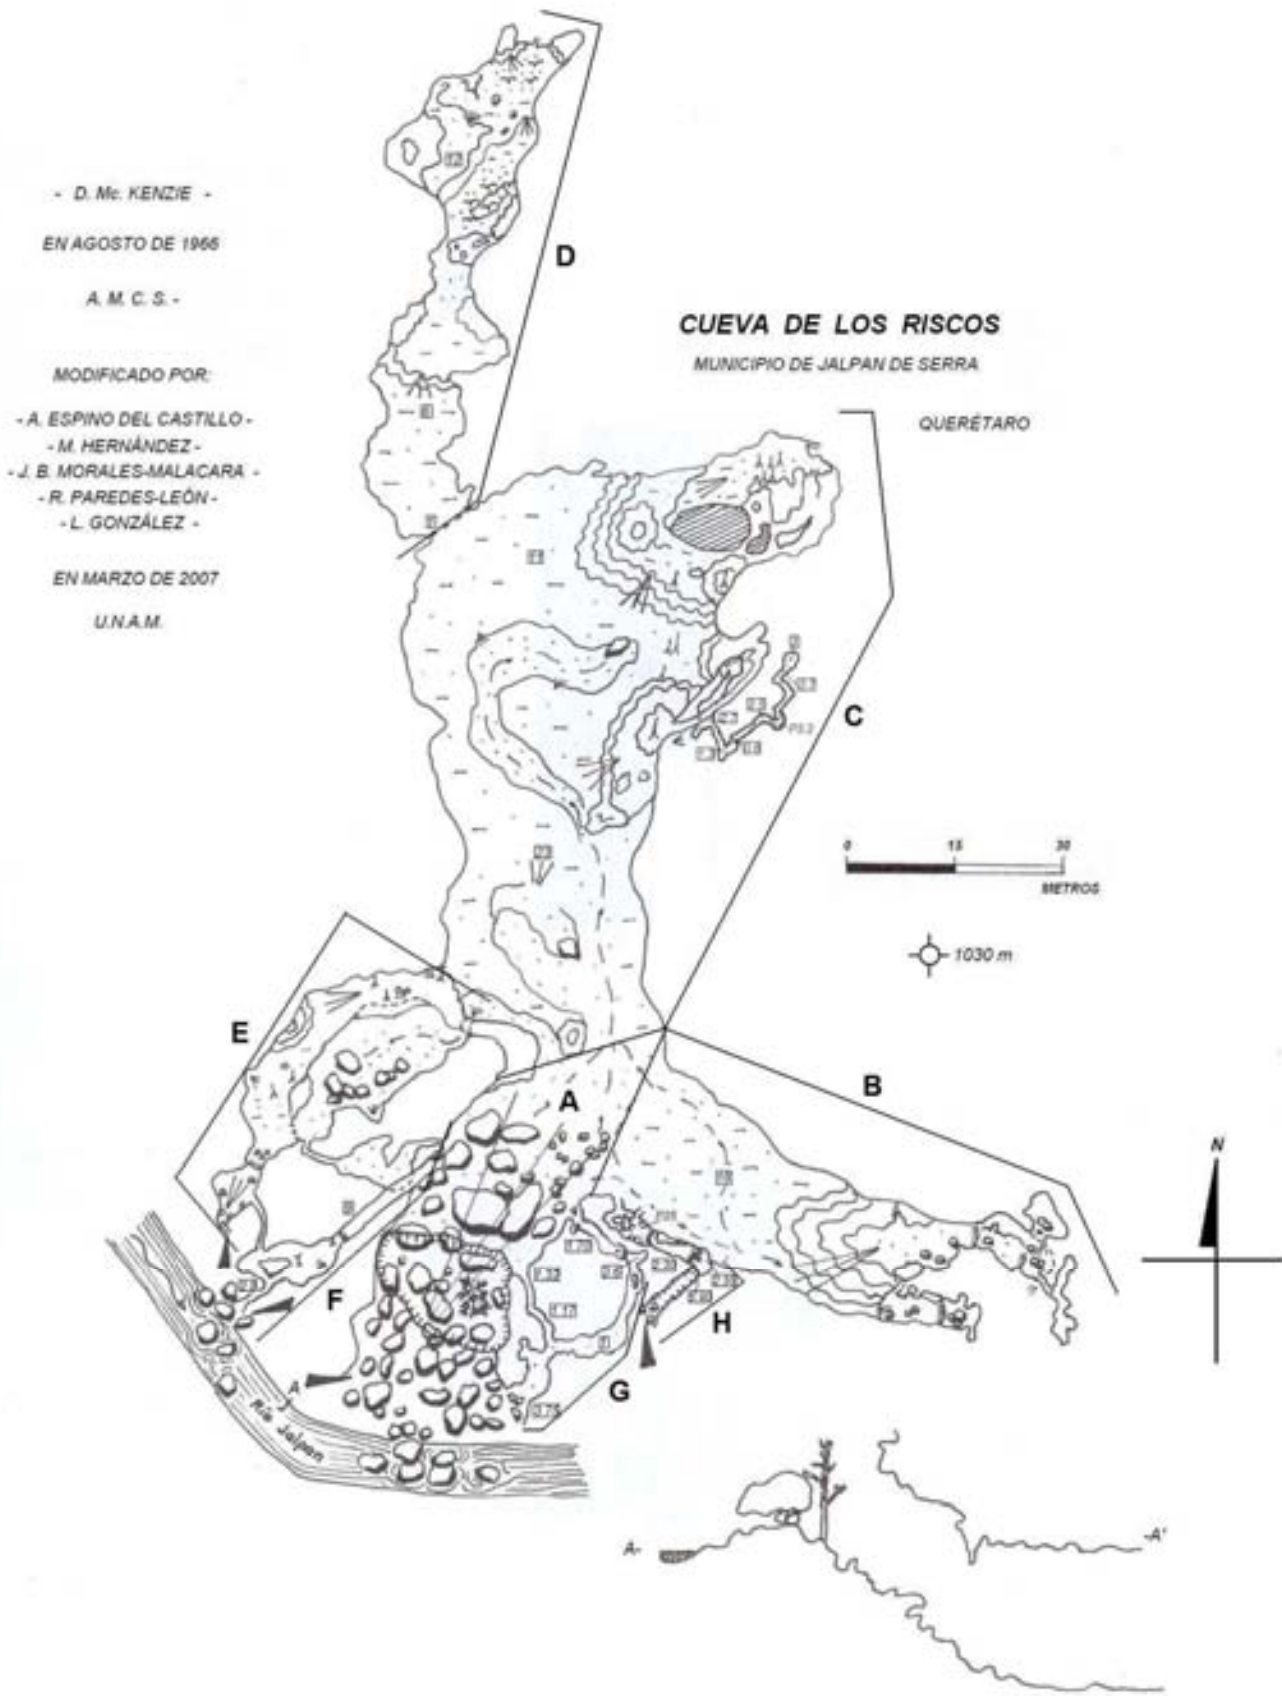 - D. Mc. KENZIE -
EN AGOSTO DE 1966
A. M. C. S. -
MODIFICADO POR:
- A. ESPINO DEL CASTILLO -
- M. HERNÁNDEZ -
- J. B. MORALES-MALACARA -
- R. PAREDES-LEÓN -
- L. GONZÁLEZ -
EN MARZO DE 2007
U.N.A.M.
CUEVA DE LOS RISCOS
MUNICIPIO DE JALPAN DE SERRA
QUERÉTARO
D
C
0 15 30
METROS
1030 m
E
B
A
N
F
H
G
A
Río Jalpan
A-
-A'
11
23